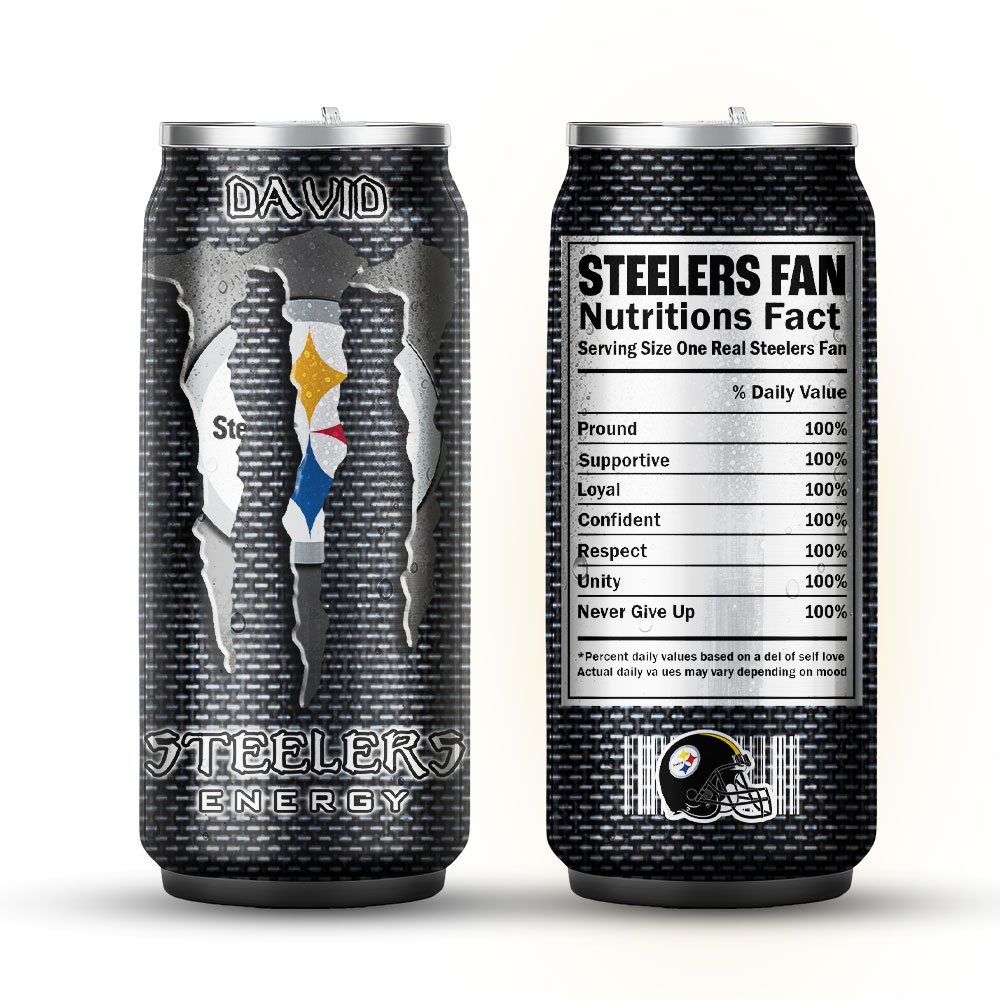 DAVID
Ste
STEELERS
ENERGY
STEELERS FAN
Nutritions Fact
Serving Size One Real Steelers Fan
% Daily Value
Pround 100%
Supportive 100%
Loyal 100%
Confident 100%
Respect 100%
Unity 100%
Never Give Up 100%
*Percent daily values based on a del of self love
Actual daily va ues may vary depending on mood